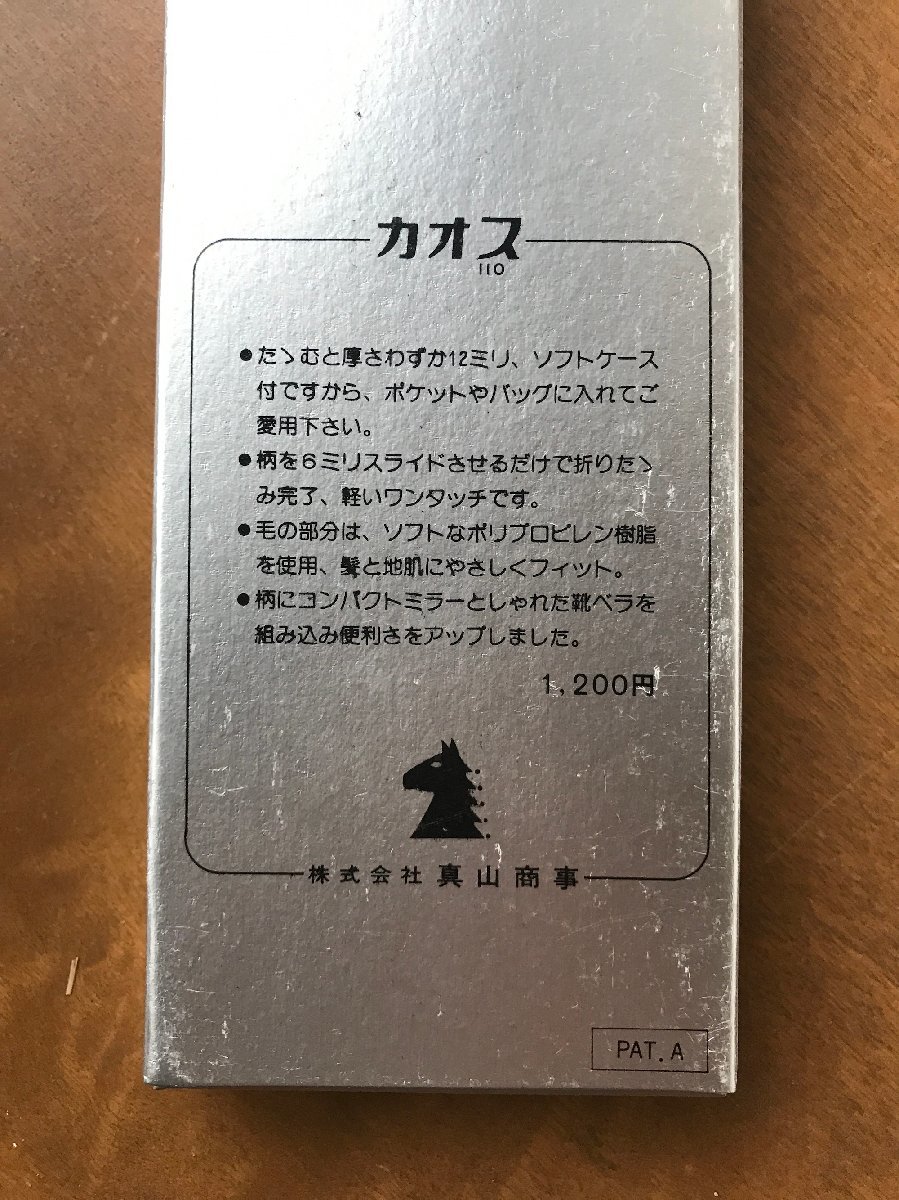 カオス
110
●たゝむと厚さわずか12ミリ、ソフトケース
付ですから、ポケットやバッグに入れてご
愛用下さい。
●柄を6ミリスライドさせるだけで折りたゝ
み完了、軽いワンタッチです。
●毛の部分は、ソフトなポリプロピレン樹脂
を使用、髪と地肌にやさしくフィット。
●柄にコンパクトミラーとしゃれた靴ベラを
組み込み便利さをアップしました。
1,200円
株式会社 真山商事
PAT.A